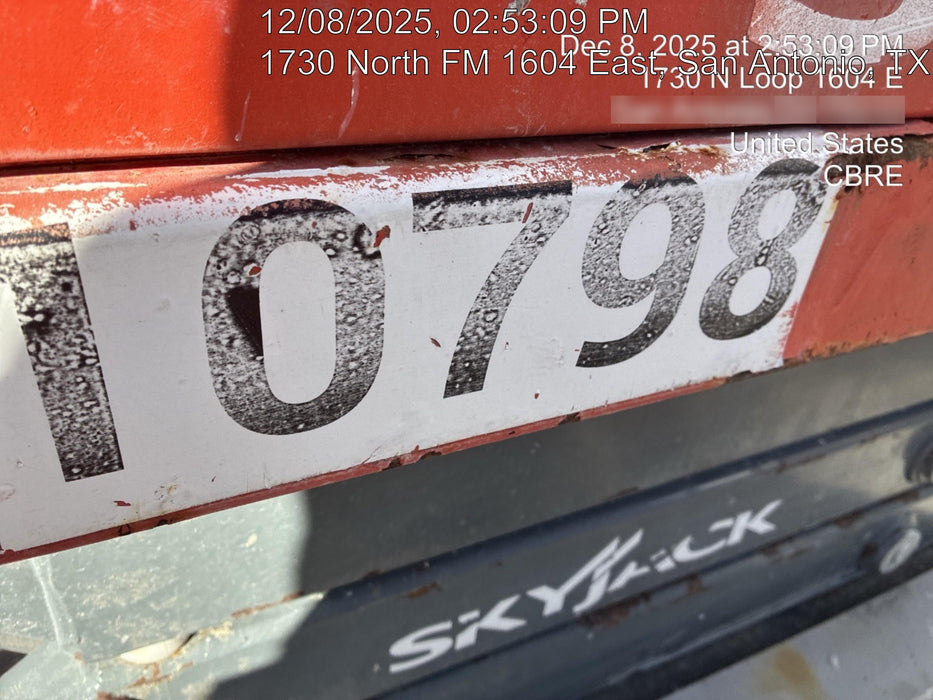 12/08/2025, 02:53:09 PM
1730 North FM 1604 East, San Antonio, TX
Dec 8, 2025 at 2:53:09 PM
1730 N Loop 1604 E
United States
CBRE
10798
SKYJACK